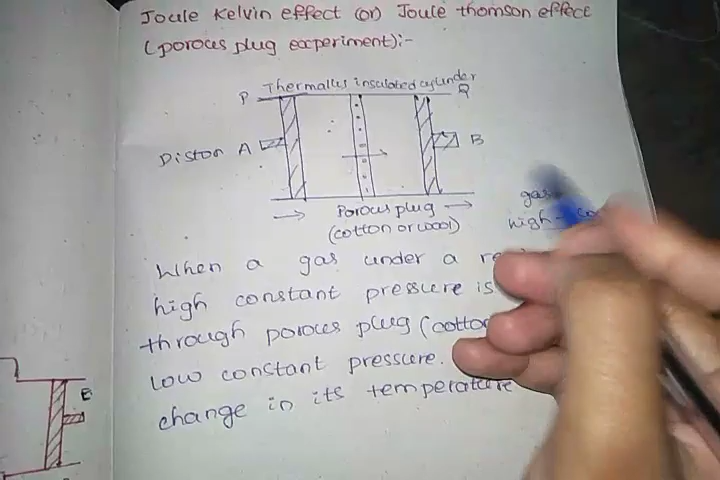 Joule Kelvin effect (or) Joule thomson effect
(porous plug experiment):-
Thermally insulated cylinder
P
Q
Piston A
B
Porous plug
(cotton or wool)
gas
high -
When a gas under a
high constant pressure is
through porous plug (cotton
low constant pressure.
change in its temperature
B